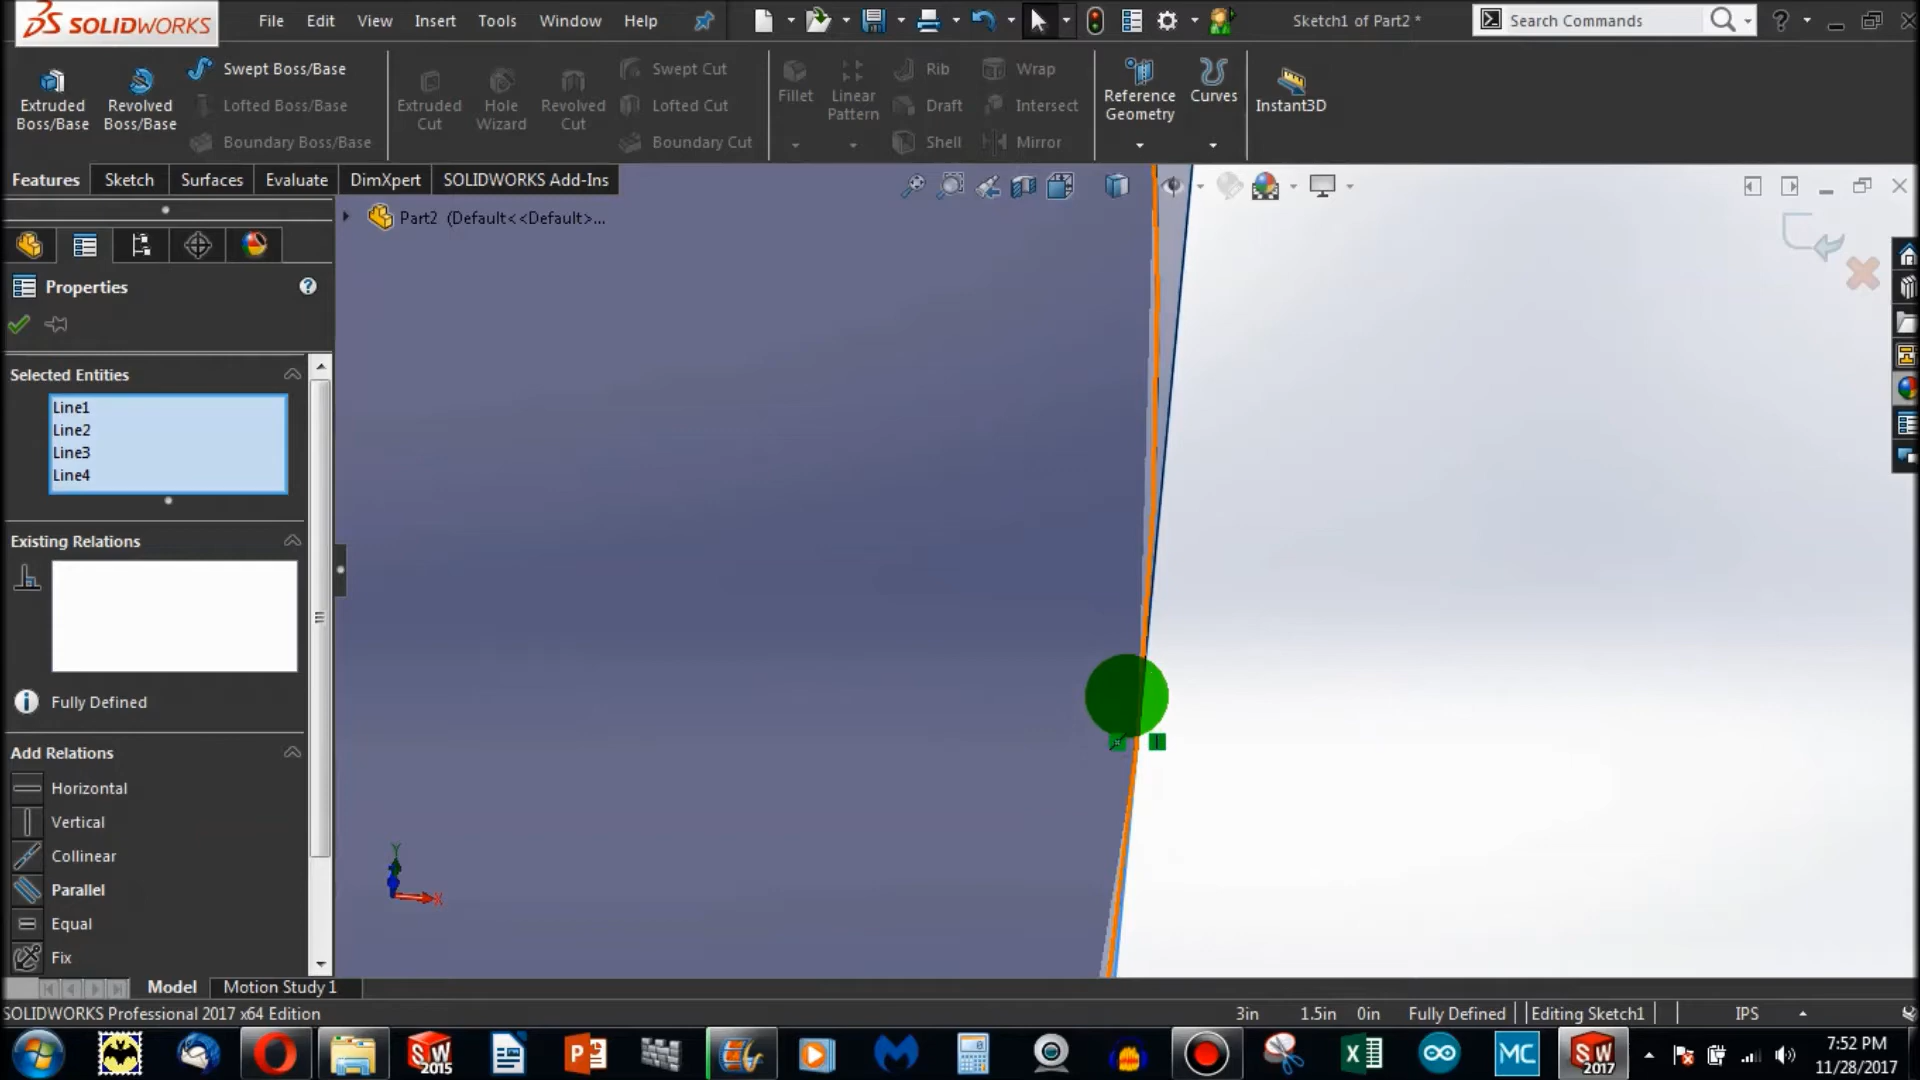 SOLIDWORKS File Edit View Insert Tools Window Help Sketch1 of Part2 * Search Commands
Extruded Boss/Base
Revolved Boss/Base
Swept Boss/Base
Lofted Boss/Base
Boundary Boss/Base
Extruded Cut
Hole Wizard
Revolved Cut
Swept Cut
Lofted Cut
Boundary Cut
Fillet
Linear Pattern
Rib
Draft
Shell
Wrap
Intersect
Mirror
Reference Geometry
Curves
Instant3D
Features Sketch Surfaces Evaluate DimXpert SOLIDWORKS Add-Ins
Part2 (Default<<Default>...
Properties
Selected Entities
Line1
Line2
Line3
Line4
Existing Relations
Fully Defined
Add Relations
Horizontal
Vertical
Collinear
Parallel
Equal
Fix
Y
X
Model Motion Study 1
SOLIDWORKS Professional 2017 x64 Edition 3in 1.5in 0in Fully Defined Editing Sketch1 IPS
SW 2015
MC
SW 2017
7:52 PM
11/28/2017